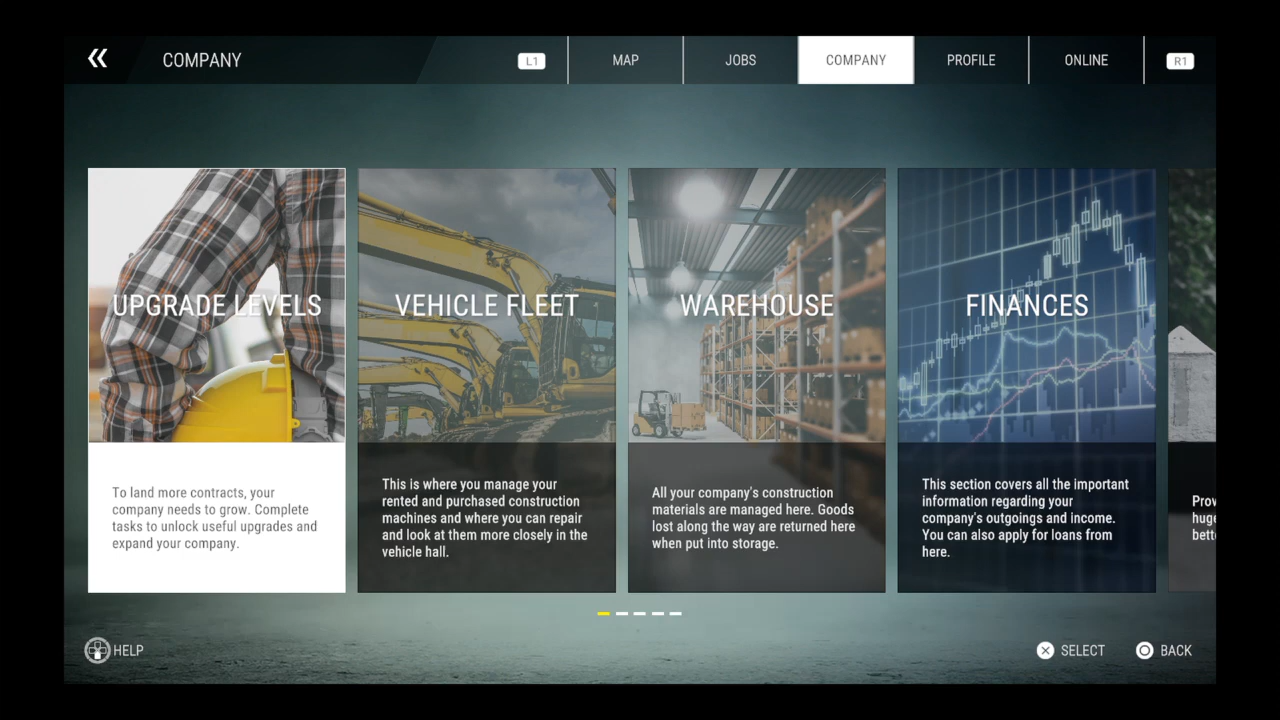 COMPANY
L1
MAP
JOBS
COMPANY
PROFILE
ONLINE
R1
UPGRADE LEVELS
To land more contracts, your
company needs to grow. Complete
tasks to unlock useful upgrades and
expand your company.
VEHICLE FLEET
This is where you manage your
rented and purchased construction
machines and where you can repair
and look at them more closely in the
vehicle hall.
WAREHOUSE
All your company's construction
materials are managed here. Goods
lost along the way are returned here
when put into storage.
FINANCES
This section covers all the important
information regarding your
company's outgoings and income.
You can also apply for loans from
here.
Prov
huge
bett
HELP
SELECT
BACK